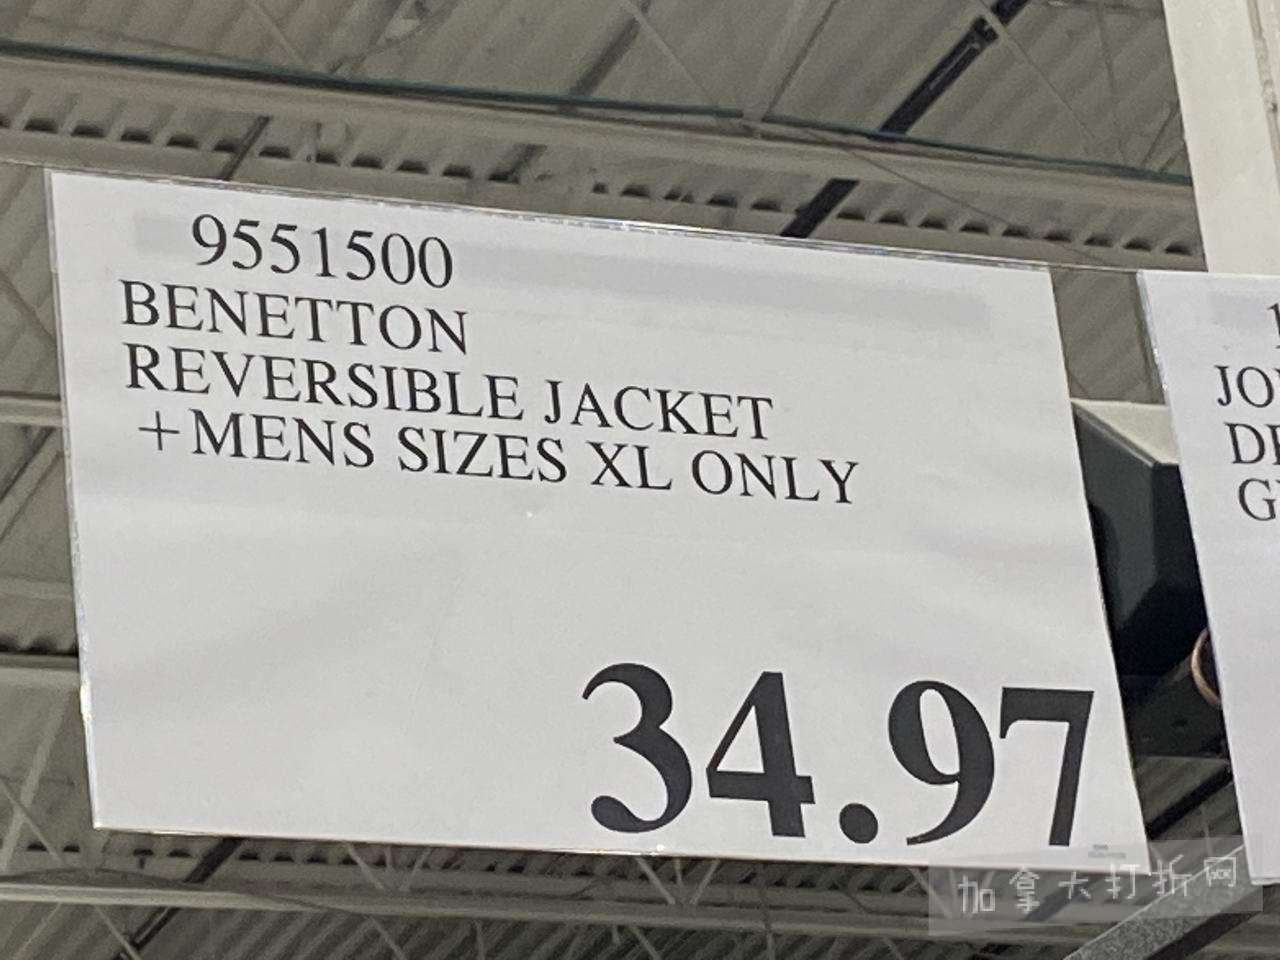 9551500
BENETTON
REVERSIBLE JACKET
+MENS SIZES XL ONLY
34.97
加拿大打折网